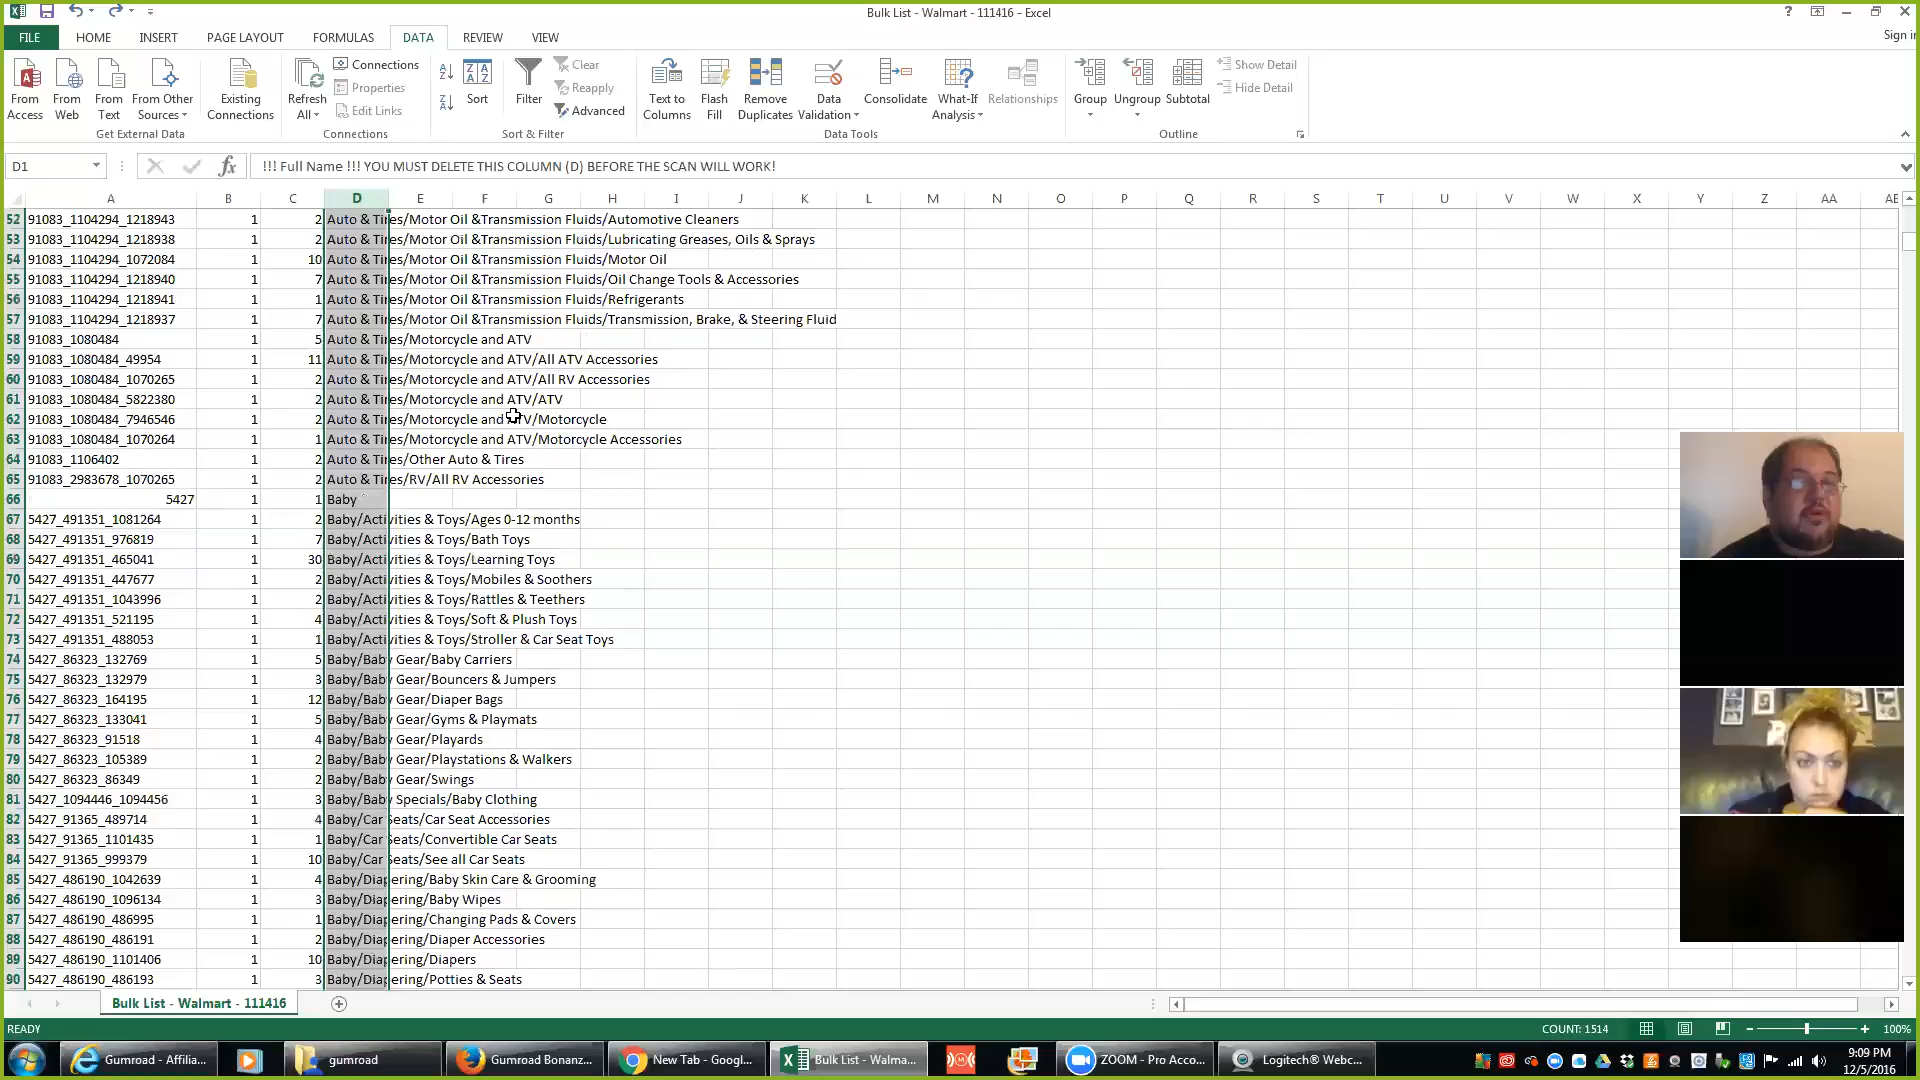 Bulk List - Walmart - 111416 - Excel
FILE HOME INSERT PAGE LAYOUT FORMULAS DATA REVIEW VIEW
From Access
From Web
From Text
From Other Sources
Existing Connections
Get External Data
Refresh All
Connections
Properties
Edit Links
Connections
Sort
Filter
Clear
Reapply
Advanced
Sort & Filter
Text to Columns
Flash Fill
Remove Duplicates
Data Validation
Consolidate
What-If Analysis
Relationships
Data Tools
Group
Ungroup
Subtotal
Show Detail
Hide Detail
Outline
D1 fx !!! Full Name !!! YOU MUST DELETE THIS COLUMN (D) BEFORE THE SCAN WILL WORK!
A B C D E F G H I J K L M N O P Q R S T U V W X Y Z AA
52 91083_1104294_1218943 1 2 Auto & Tires/Motor Oil &Transmission Fluids/Automotive Cleaners
53 91083_1104294_1218938 1 2 Auto & Tires/Motor Oil &Transmission Fluids/Lubricating Greases, Oils & Sprays
54 91083_1104294_1072084 1 10 Auto & Tires/Motor Oil &Transmission Fluids/Motor Oil
55 91083_1104294_1218940 1 7 Auto & Tires/Motor Oil &Transmission Fluids/Oil Change Tools & Accessories
56 91083_1104294_1218941 1 1 Auto & Tires/Motor Oil &Transmission Fluids/Refrigerants
57 91083_1104294_1218937 1 7 Auto & Tires/Motor Oil &Transmission Fluids/Transmission, Brake, & Steering Fluid
58 91083_1080484 1 5 Auto & Tires/Motorcycle and ATV
59 91083_1080484_49954 1 11 Auto & Tires/Motorcycle and ATV/All ATV Accessories
60 91083_1080484_1070265 1 2 Auto & Tires/Motorcycle and ATV/All RV Accessories
61 91083_1080484_5822380 1 2 Auto & Tires/Motorcycle and ATV/ATV
62 91083_1080484_7946546 1 2 Auto & Tires/Motorcycle and ATV/Motorcycle
63 91083_1080484_1070264 1 1 Auto & Tires/Motorcycle and ATV/Motorcycle Accessories
64 91083_1106402 1 2 Auto & Tires/Other Auto & Tires
65 91083_2983678_1070265 1 2 Auto & Tires/RV/All RV Accessories
66 5427 1 1 Baby
67 5427_491351_1081264 1 2 Baby/Activities & Toys/Ages 0-12 months
68 5427_491351_976819 1 7 Baby/Activities & Toys/Bath Toys
69 5427_491351_465041 1 30 Baby/Activities & Toys/Learning Toys
70 5427_491351_447677 1 2 Baby/Activities & Toys/Mobiles & Soothers
71 5427_491351_1043996 1 2 Baby/Activities & Toys/Rattles & Teethers
72 5427_491351_521195 1 4 Baby/Activities & Toys/Soft & Plush Toys
73 5427_491351_488053 1 1 Baby/Activities & Toys/Stroller & Car Seat Toys
74 5427_86323_132769 1 5 Baby/Baby Gear/Baby Carriers
75 5427_86323_132979 1 3 Baby/Baby Gear/Bouncers & Jumpers
76 5427_86323_164195 1 12 Baby/Baby Gear/Diaper Bags
77 5427_86323_133041 1 5 Baby/Baby Gear/Gyms & Playmats
78 5427_86323_91518 1 4 Baby/Baby Gear/Playards
79 5427_86323_105389 1 2 Baby/Baby Gear/Playstations & Walkers
80 5427_86323_86349 1 2 Baby/Baby Gear/Swings
81 5427_1094446_1094456 1 3 Baby/Baby Specials/Baby Clothing
82 5427_91365_489714 1 4 Baby/Car Seats/Car Seat Accessories
83 5427_91365_1101435 1 1 Baby/Car Seats/Convertible Car Seats
84 5427_91365_999379 1 10 Baby/Car Seats/See all Car Seats
85 5427_486190_1042639 1 4 Baby/Diapering/Baby Skin Care & Grooming
86 5427_486190_1096134 1 3 Baby/Diapering/Baby Wipes
87 5427_486190_486995 1 1 Baby/Diapering/Changing Pads & Covers
88 5427_486190_486191 1 2 Baby/Diapering/Diaper Accessories
89 5427_486190_1101406 1 10 Baby/Diapering/Diapers
90 5427_486190_486193 1 3 Baby/Diapering/Potties & Seats
Bulk List - Walmart - 111416
READY COUNT: 1514 100%
Gumroad - Affilia... gumroad Gumroad Bonanz... New Tab - Googl... Bulk List - Walma... ZOOM - Pro Acco... Logitech® Webc... 9:09 PM
12/5/2016